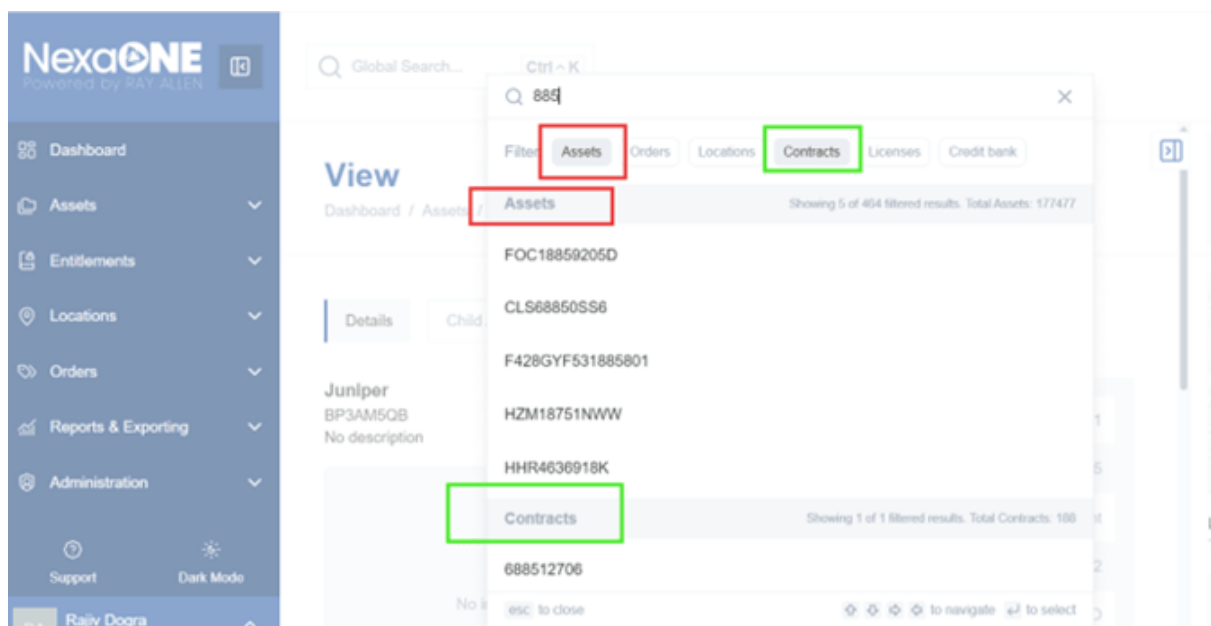 NexaONE
Powered by RAY ALLEN
Global Search... Ctrl K
885
Filter Assets Orders Locations Contracts Licenses Credit bank
Dashboard
View
Dashboard / Assets /
Assets
Assets Showing 5 of 464 filtered results. Total Assets: 177477
Entitlements
FOC18859205D
Locations
Details Child
CLS68850SS6
Orders
F428GYF531885801
Juniper
BP3AM5QB
No description
HZM18751NWW
Reports & Exporting
HHR4636918K
Administration
Contracts Showing 1 of 1 filtered results. Total Contracts: 186
Support Dark Mode
688512706
esc to close to navigate to select
Rajiv Dogra